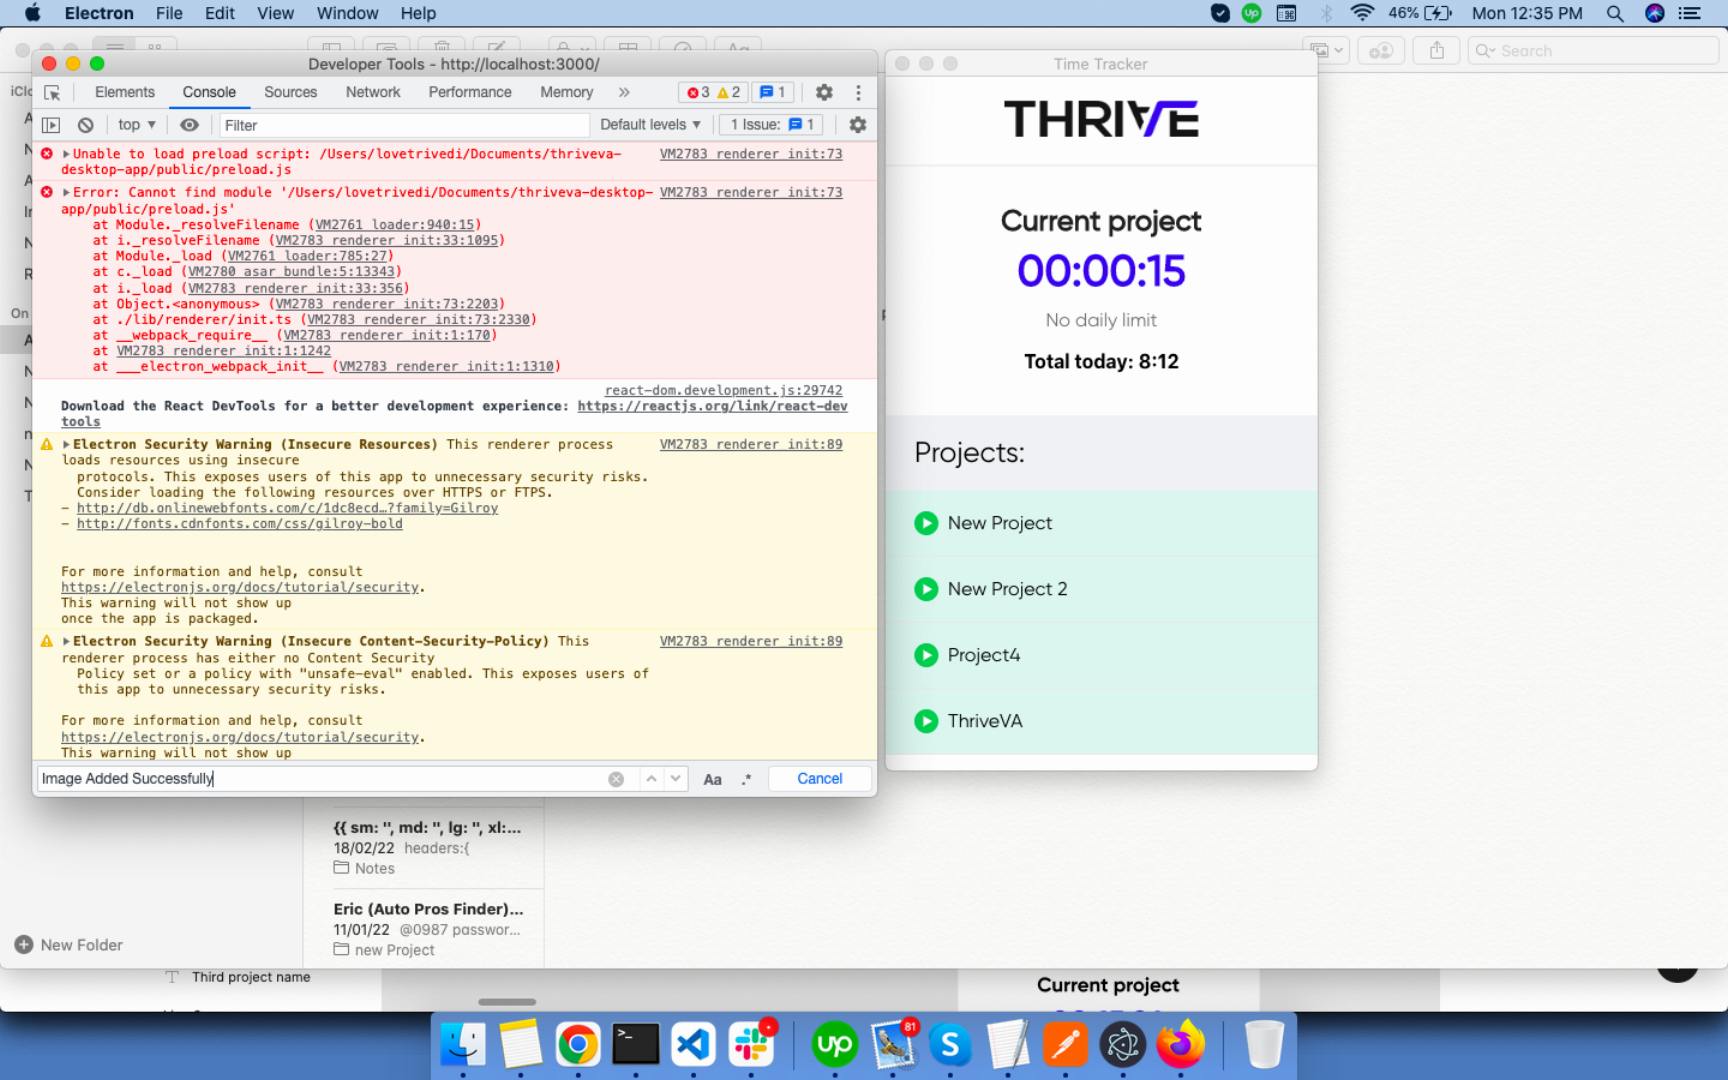 Electron File Edit View Window Help
46% Mon 12:35 PM
Search
Developer Tools - http://localhost:3000/
Elements Console Sources Network Performance Memory » 3 2 1
top ▼ Filter Default levels ▼ 1 Issue: 1
Unable to load preload script: /Users/lovetrivedi/Documents/thriveva- VM2783 renderer_init:73
desktop-app/public/preload.js
Error: Cannot find module '/Users/lovetrivedi/Documents/thriveva-desktop- VM2783 renderer_init:73
app/public/preload.js'
at Module._resolveFilename (VM2761 loader:940:15)
at i._resolveFilename (VM2783 renderer_init:33:1095)
at Module._load (VM2761 loader:785:27)
at c._load (VM2780 asar_bundle:5:13343)
at i._load (VM2783 renderer_init:33:356)
at Object.<anonymous> (VM2783 renderer_init:73:2203)
at ./lib/renderer/init.ts (VM2783 renderer_init:73:2330)
at __webpack_require__ (VM2783 renderer_init:1:170)
at VM2783 renderer_init:1:1242
at ___electron_webpack_init__ (VM2783 renderer_init:1:1310)
react-dom.development.js:29742
Download the React DevTools for a better development experience: https://reactjs.org/link/react-dev
tools
Electron Security Warning (Insecure Resources) This renderer process VM2783 renderer_init:89
loads resources using insecure
protocols. This exposes users of this app to unnecessary security risks.
Consider loading the following resources over HTTPS or FTPS.
- http://db.onlinewebfonts.com/c/1dc8ecd…?family=Gilroy
- http://fonts.cdnfonts.com/css/gilroy-bold
For more information and help, consult
https://electronjs.org/docs/tutorial/security.
This warning will not show up
once the app is packaged.
Electron Security Warning (Insecure Content-Security-Policy) This VM2783 renderer_init:89
renderer process has either no Content Security
Policy set or a policy with "unsafe-eval" enabled. This exposes users of
this app to unnecessary security risks.
For more information and help, consult
https://electronjs.org/docs/tutorial/security.
This warning will not show up
Image Added Successfully Aa .* Cancel
Time Tracker
THRIVE
Current project
00:00:15
No daily limit
Total today: 8:12
Projects:
New Project
New Project 2
Project4
ThriveVA
iClo
On
{{ sm: '', md: '', lg: '', xl:...
18/02/22 headers:{
Notes
Eric (Auto Pros Finder)...
11/01/22 @0987 passwor...
new Project
New Folder
Third project name
Current project
up 81 S